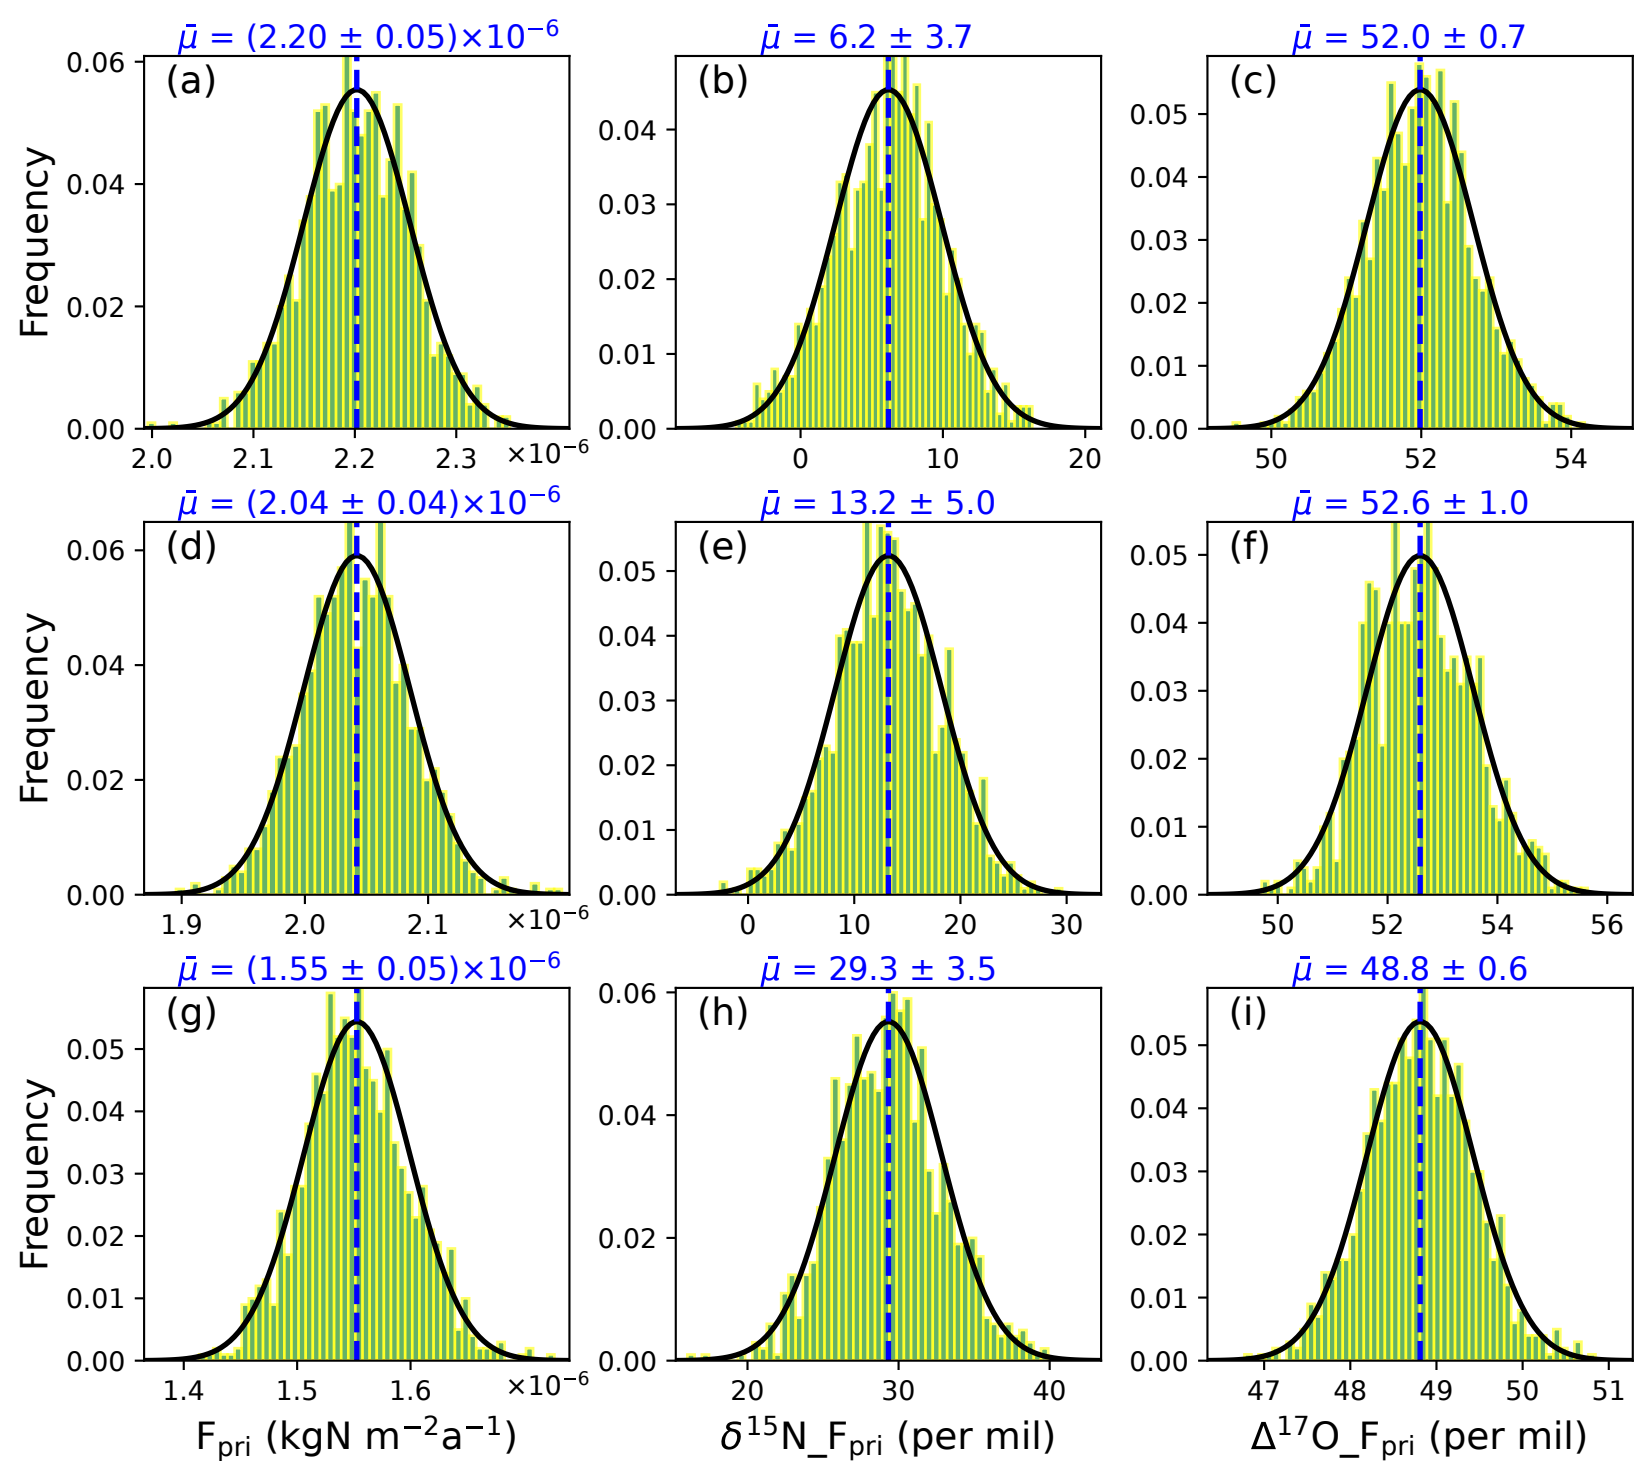 μ̄ = (2.20 ± 0.05)×10⁻⁶
μ̄ = 6.2 ± 3.7
μ̄ = 52.0 ± 0.7
(a)
(b)
(c)
Frequency
0.06
0.04
0.02
0.00
0.04
0.03
0.02
0.01
0.00
0.05
0.04
0.03
0.02
0.01
0.00
2.0 2.1 2.2 2.3 ×10⁻⁶
0 10 20
50 52 54
μ̄ = (2.04 ± 0.04)×10⁻⁶
μ̄ = 13.2 ± 5.0
μ̄ = 52.6 ± 1.0
(d)
(e)
(f)
Frequency
0.06
0.04
0.02
0.00
0.05
0.04
0.03
0.02
0.01
0.00
0.05
0.04
0.03
0.02
0.01
0.00
1.9 2.0 2.1 ×10⁻⁶
0 10 20 30
50 52 54 56
μ̄ = (1.55 ± 0.05)×10⁻⁶
μ̄ = 29.3 ± 3.5
μ̄ = 48.8 ± 0.6
(g)
(h)
(i)
Frequency
0.05
0.04
0.03
0.02
0.01
0.00
0.06
0.04
0.02
0.00
0.05
0.04
0.03
0.02
0.01
0.00
1.4 1.5 1.6 ×10⁻⁶
20 30 40
47 48 49 50 51
F_pri (kgN m⁻²a⁻¹)
δ¹⁵N_F_pri (per mil)
Δ¹⁷O_F_pri (per mil)